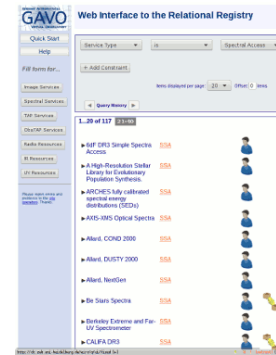 GAVO
Web Interface to the Relational Registry
Quick Start
Help
Fill forms for...
Image Services
Spectral Services
TAP Services
ObsTAP Services
Radio Resources
IR Resources
UV Resources
Service Type
is
Spectral Access
+ Add Constraint
Items displayed per page: 20 Offset: 0 items
Query History
1...20 of 117
6dF DR3 Simple Spectra Access SSA
A High-Resolution Stellar Library for Evolutionary Population Synthesis. SSA
ARCHES fully calibrated spectral energy distributions (SEDs) SSA
AXIS-XMS Optical Spectra SSA
Allard, COND 2000 SSA
Allard, DUSTY 2000 SSA
Allard, NextGen SSA
Be Stars Spectra SSA
Berkeley Extreme and Far-UV Spectrometer SSA
CALIFA DR3 SSA